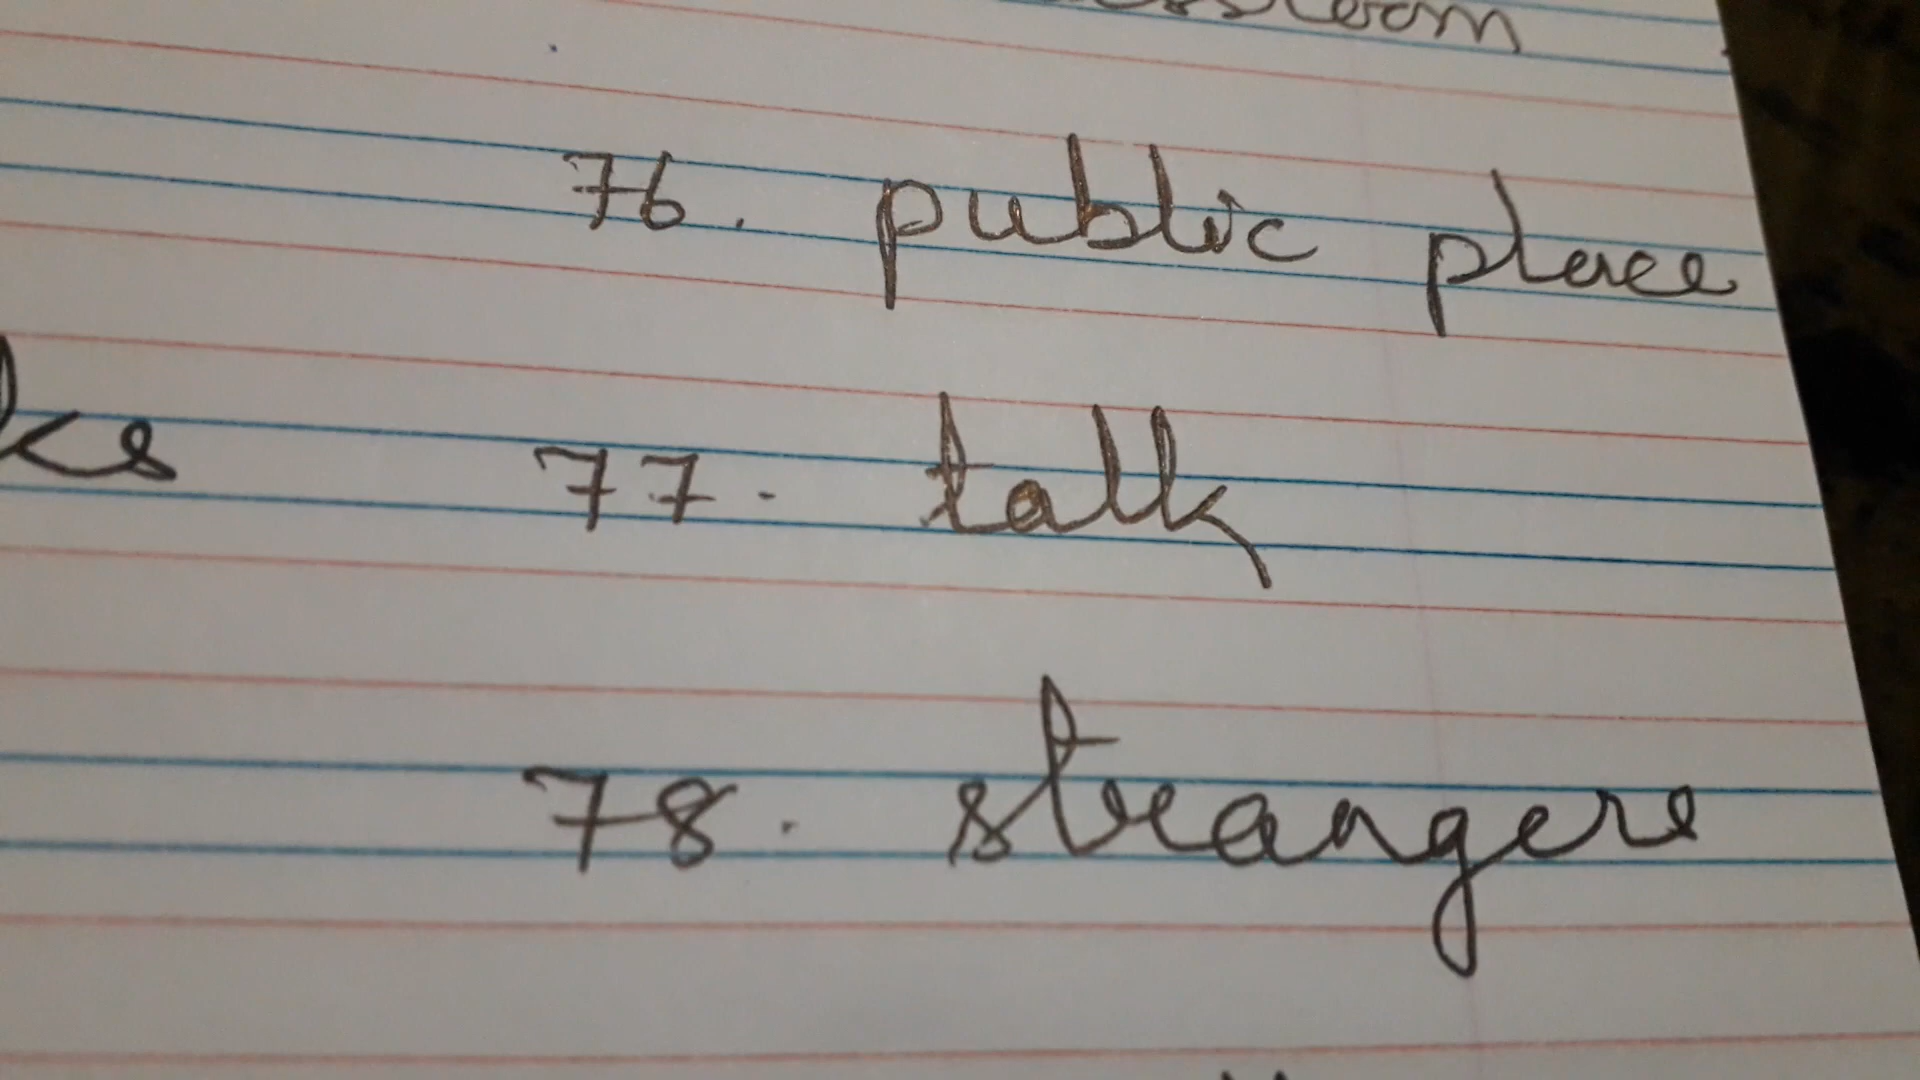 76. public place
77. talk
78. strangers